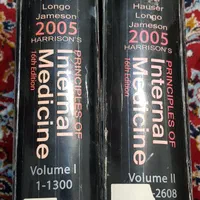 Longo
Jameson
2005
HARRISON'S
PRINCIPLES OF
Internal
Medicine
16th Edition
Volume I
1-1300
Hauser
Longo
Jameson
2005
HARRISON'S
PRINCIPLES OF
Internal
Medicine
16th Edition
Volume II
-2608